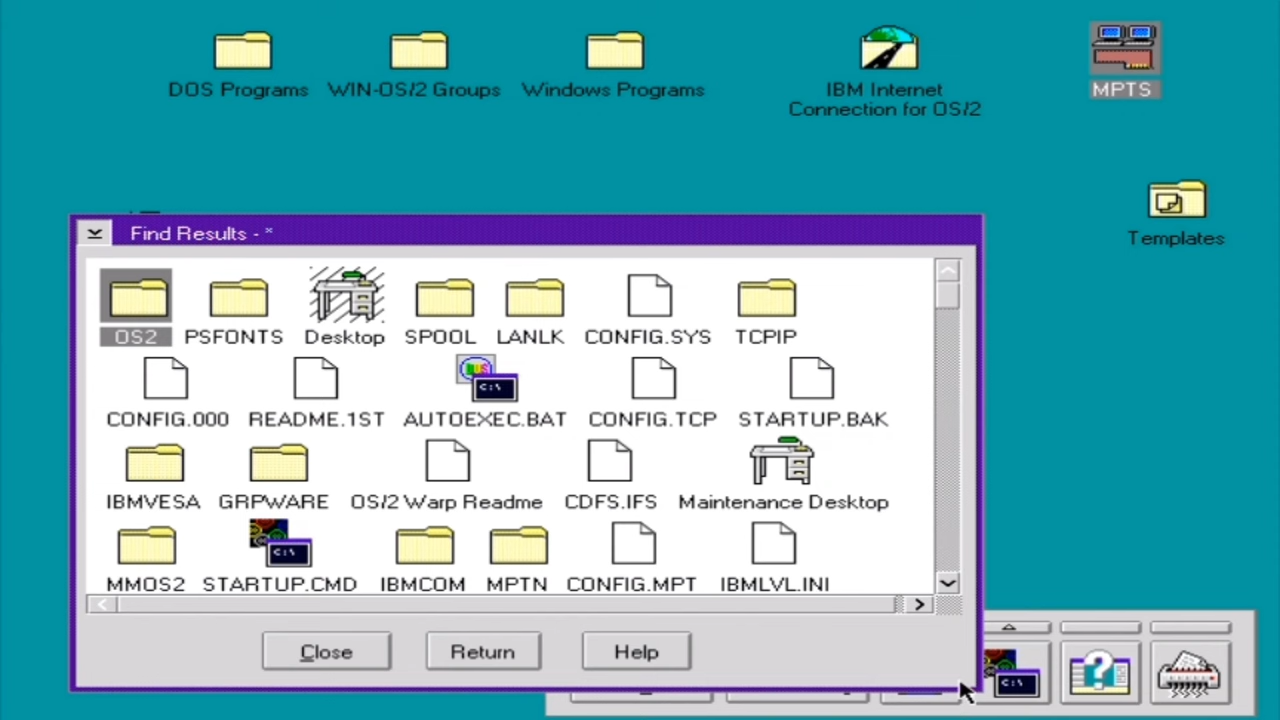 DOS Programs
WIN-OS/2 Groups
Windows Programs
IBM Internet
Connection for OS/2
MPTS
Templates
Find Results - *
OS2
PSFONTS
Desktop
SPOOL
LANLK
CONFIG.SYS
TCPIP
CONFIG.000
README.1ST
AUTOEXEC.BAT
CONFIG.TCP
STARTUP.BAK
IBMVESA
GRPWARE
OS/2 Warp Readme
CDFS.IFS
Maintenance Desktop
MMOS2
STARTUP.CMD
IBMCOM
MPTN
CONFIG.MPT
IBMLVL.INI
Close
Return
Help